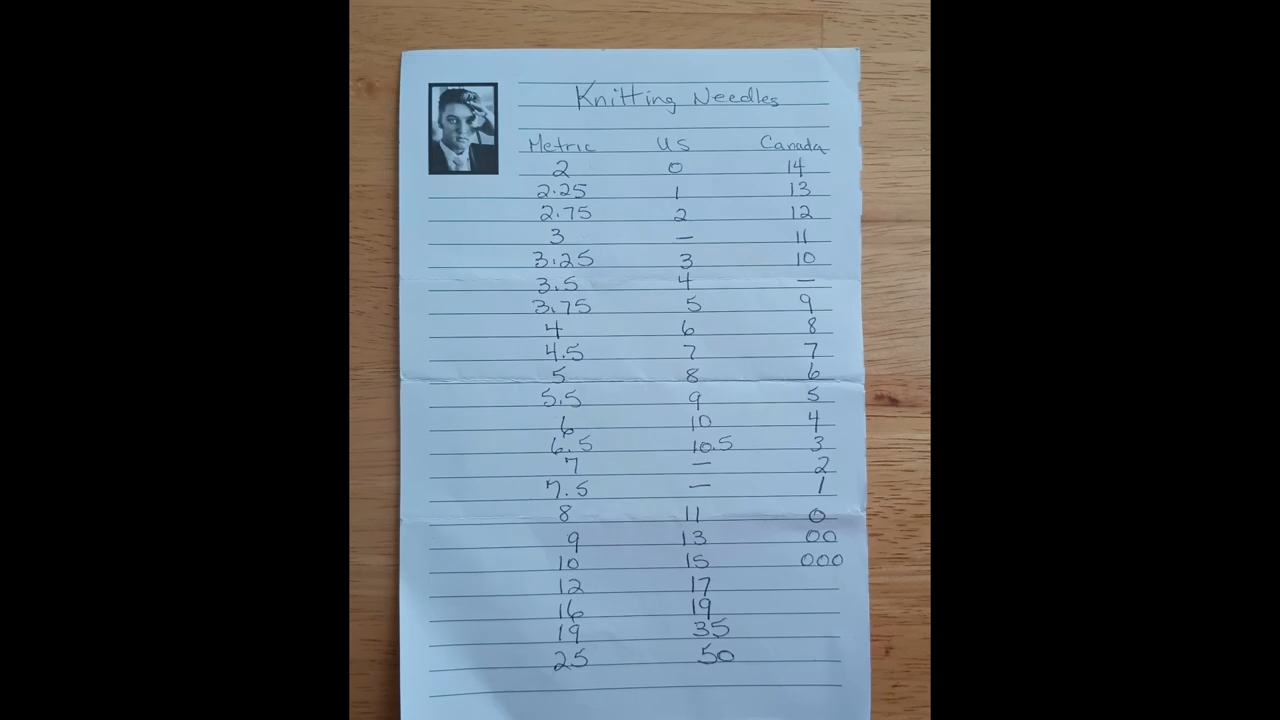 Knitting Needles
Metric US Canada
2 0 14
2.25 1 13
2.75 2 12
3 — 11
3.25 3 10
3.5 4 —
3.75 5 9
4 6 8
4.5 7 7
5 8 6
5.5 9 5
6 10 4
6.5 10.5 3
7 — 2
7.5 — 1
8 11 0
9 13 00
10 15 000
12 17
16 19
19 35
25 50